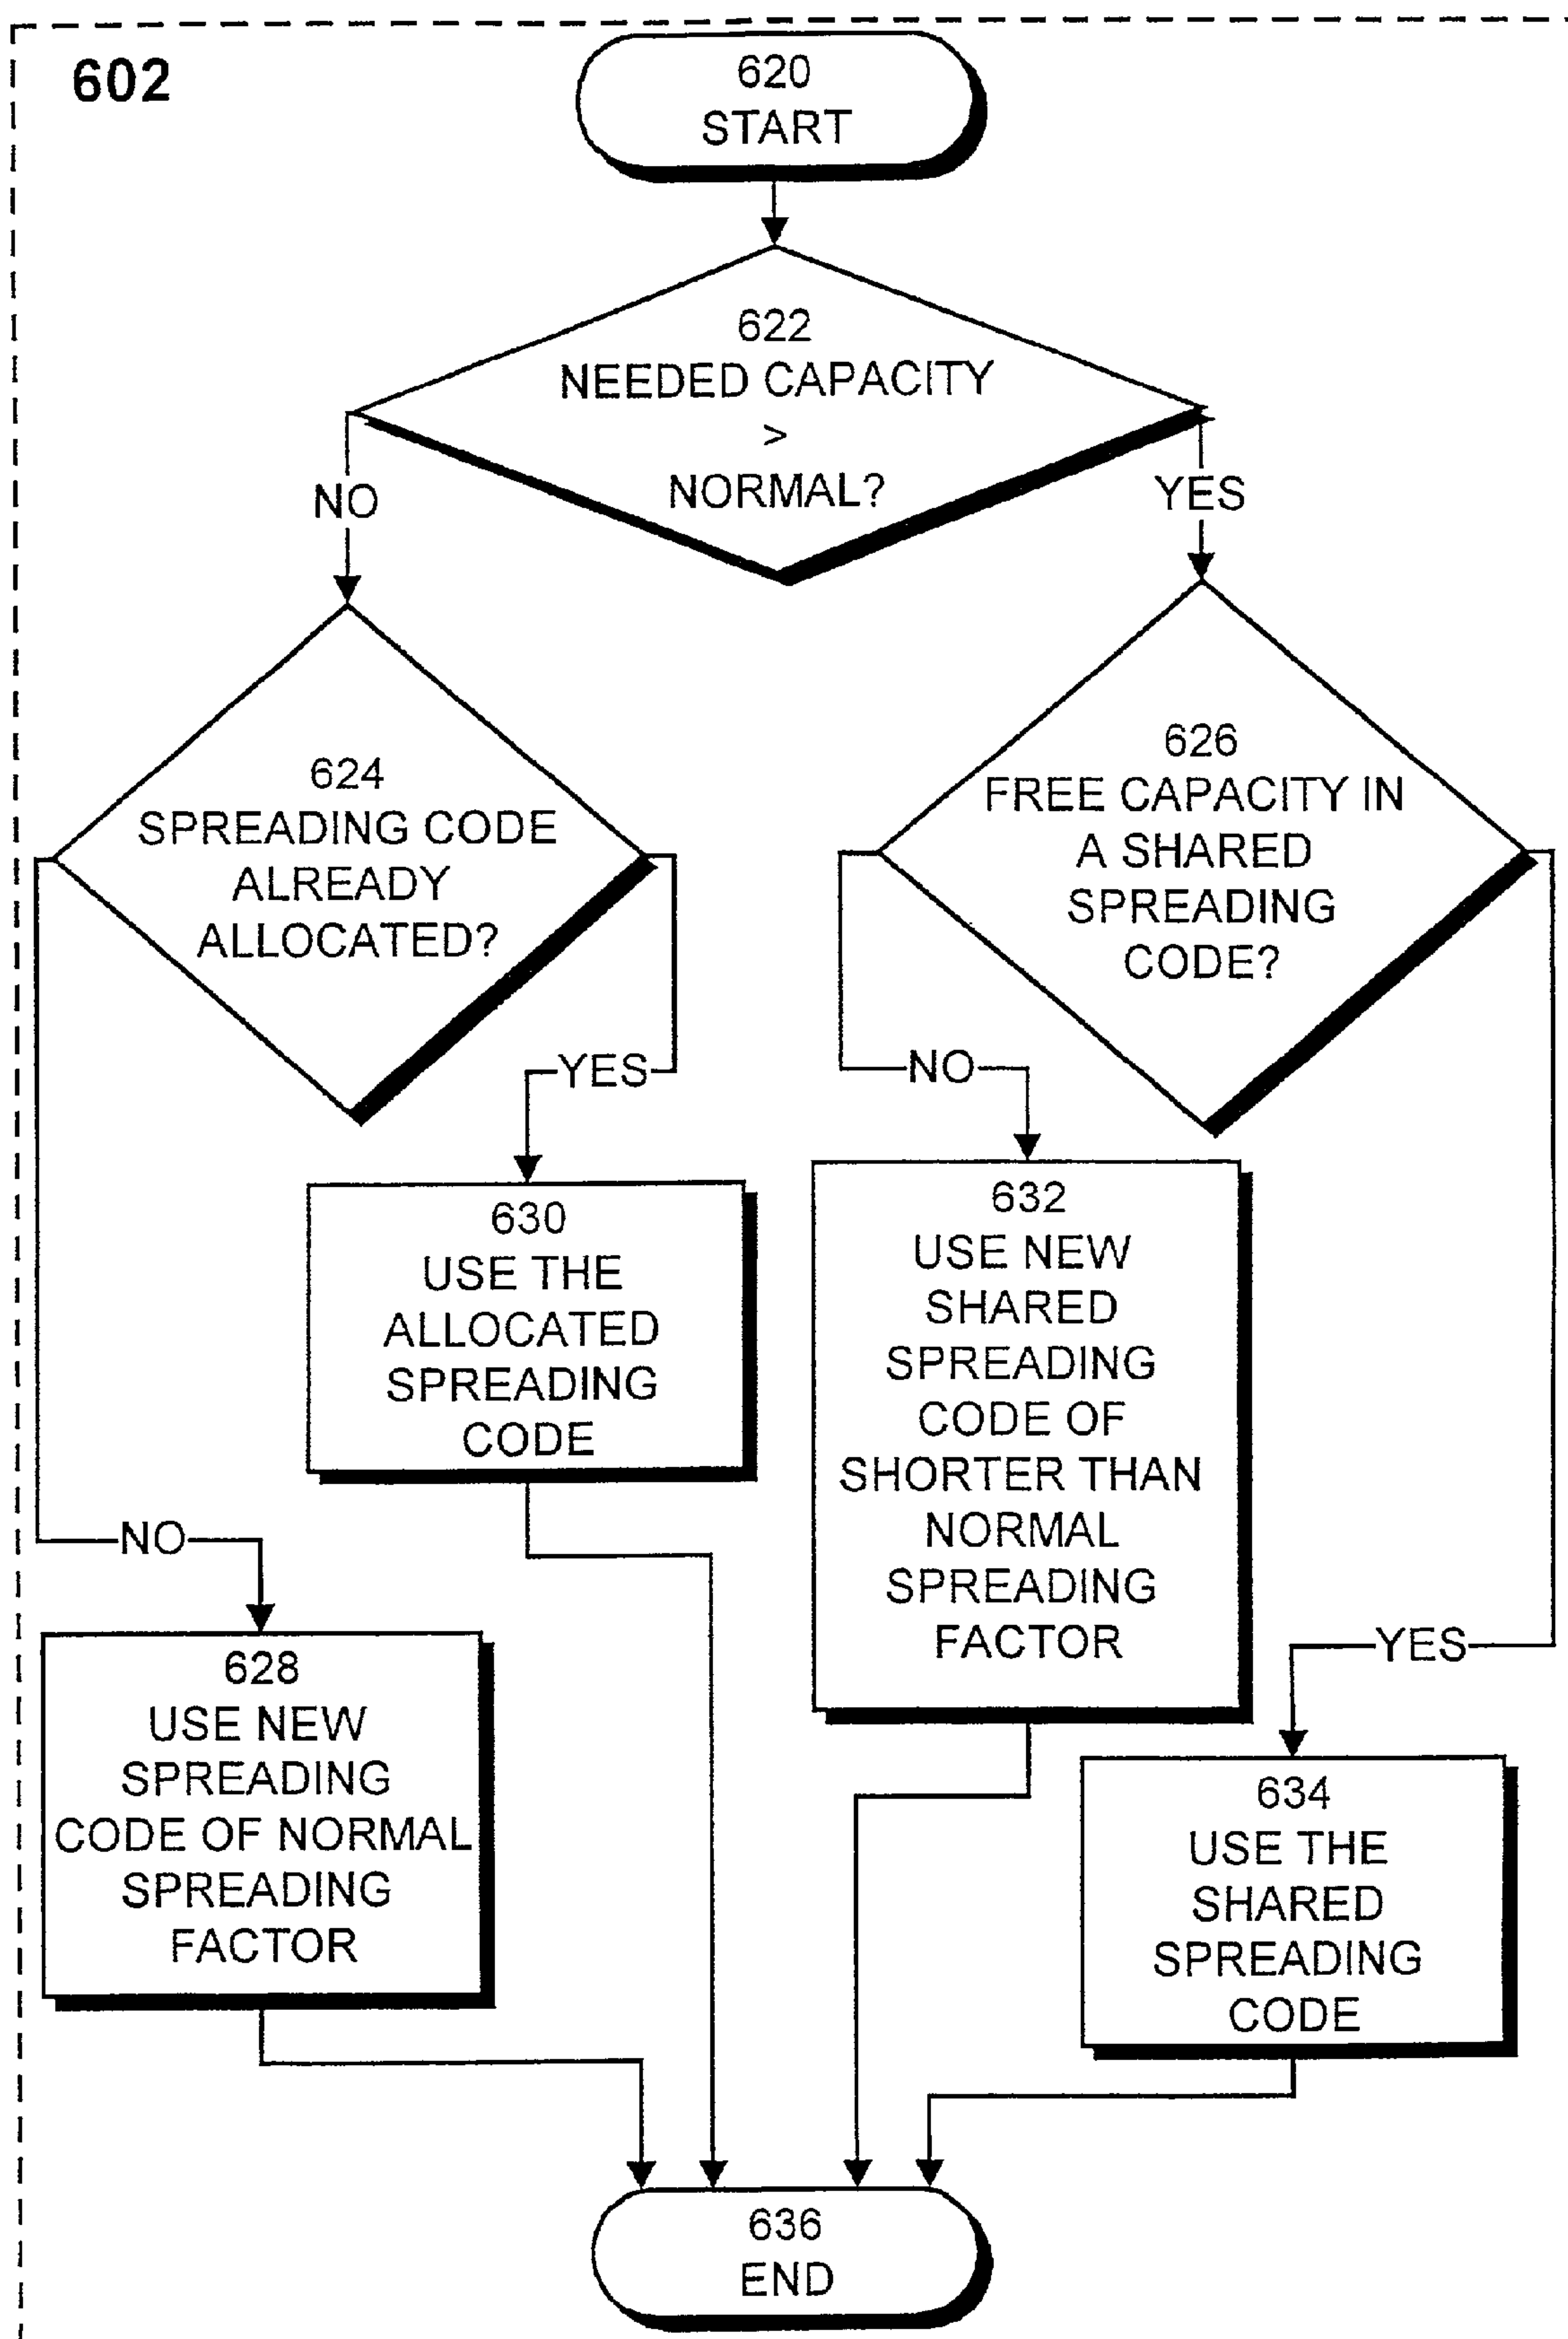 602
620
START
622
NEEDED CAPACITY
>
NORMAL?
NO
YES
624
SPREADING CODE
ALREADY
ALLOCATED?
626
FREE CAPACITY IN
A SHARED
SPREADING
CODE?
YES
NO
630
USE THE
ALLOCATED
SPREADING
CODE
632
USE NEW
SHARED
SPREADING
CODE OF
SHORTER THAN
NORMAL
SPREADING
FACTOR
NO
YES
628
USE NEW
SPREADING
CODE OF NORMAL
SPREADING
FACTOR
634
USE THE
SHARED
SPREADING
CODE
636
END